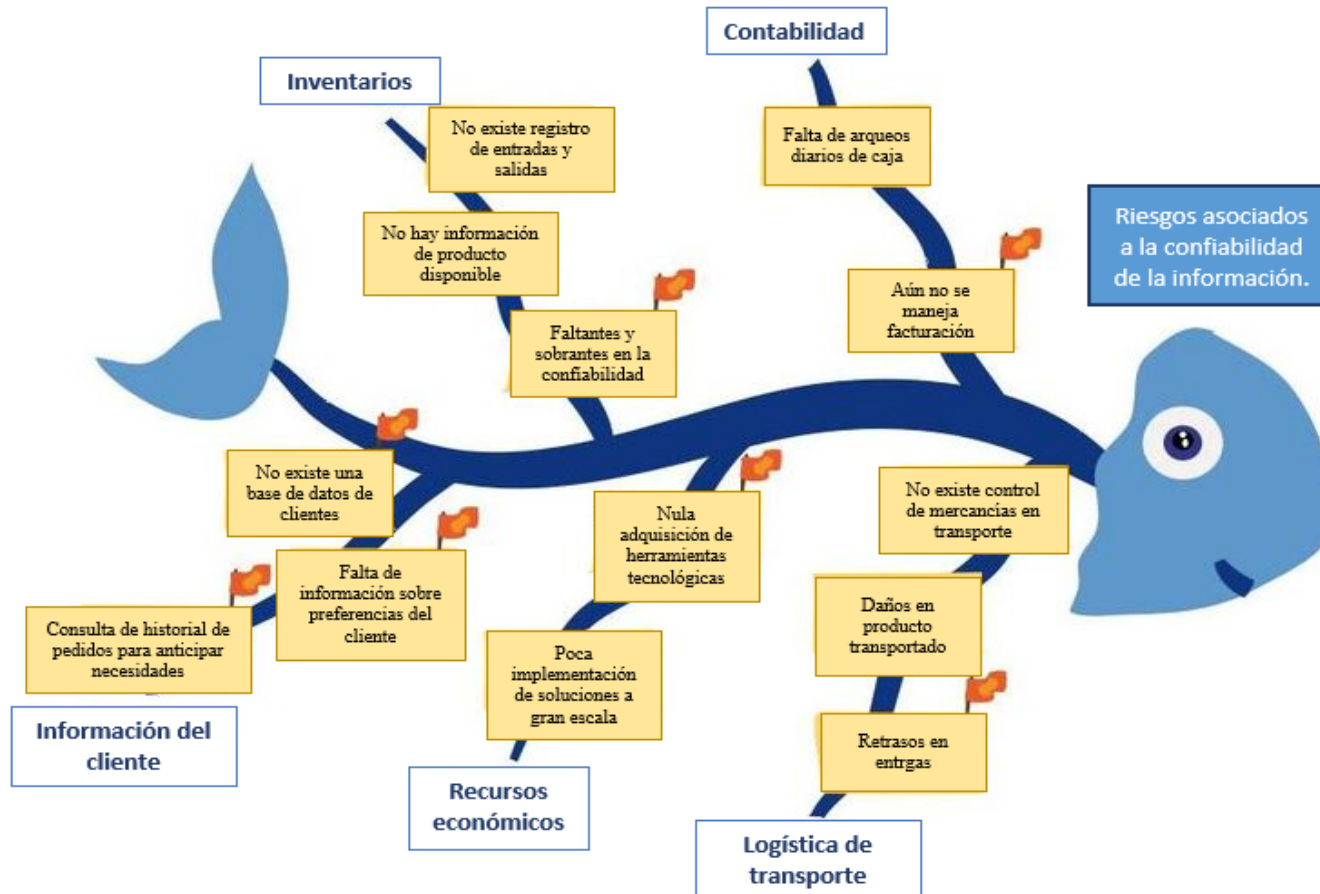 Contabilidad
Inventarios
No existe registro
de entradas y
salidas
Falta de arqueos
diarios de caja
Riesgos asociados
a la confiabilidad
de la información.
No hay información
de producto
disponible
Aún no se
maneja
facturación
Faltantes y
sobrantes en la
confiabilidad
No existe una
base de datos de
clientes
Nula
adquisición de
herramientas
tecnológicas
No existe control
de mercancías en
transporte
Falta de
información sobre
preferencias del
cliente
Daños en
producto
transportado
Consulta de historial de
pedidos para anticipar
necesidades
Poca
implementación
de soluciones a
gran escala
Retrasos en
entrgas
Información del
cliente
Recursos
económicos
Logística de
transporte